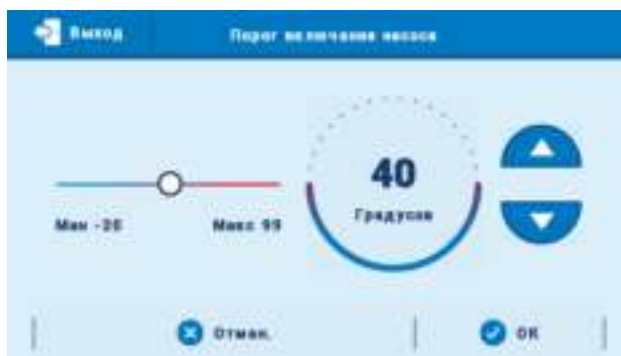 Выход
Порог включения насоса
40
Градусов
Мин -20
Макс 99
Отмен.
OK